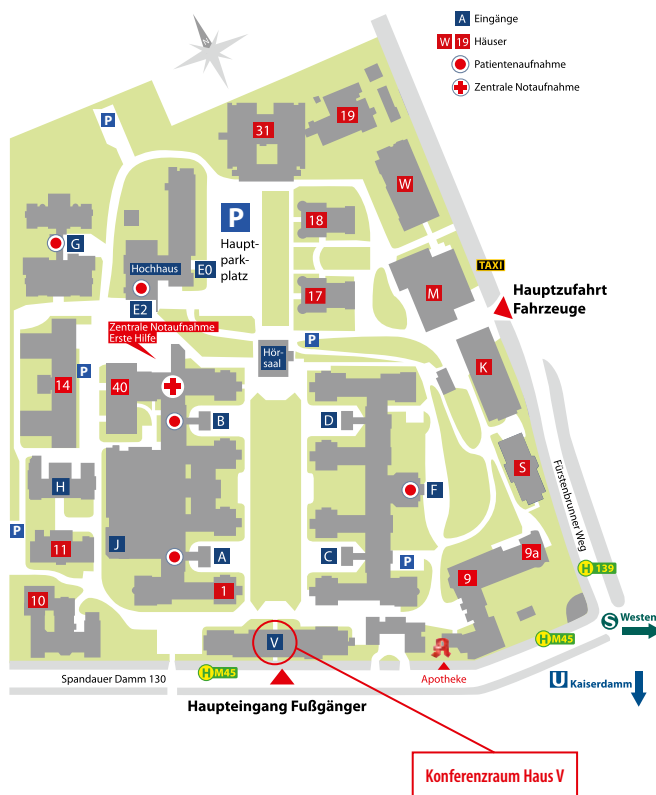 A Eingänge
W 19 Häuser
Patientenaufnahme
Zentrale Notaufnahme
N
P
31
19
W
G
Hochhaus
E0
E2
P
Haupt-
park-
platz
18
17
M
TAXI
Hauptzufahrt
Fahrzeuge
Zentrale Notaufnahme
Erste Hilfe
Hör-
saal
P
K
14
P
40
B
D
H
F
S
Fürstenbrunner Weg
P
11
J
A
C
P
9
9a
H 139
10
1
V
S Westend
H M45
Apotheke
Spandauer Damm 130
H M45
U Kaiserdamm
Haupteingang Fußgänger
Konferenzraum Haus V